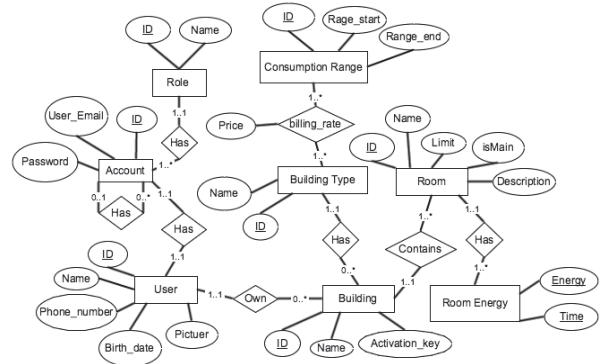 ID
Name
Role
1..1
Has
1..*
User_Email
ID
Password
Account
0..1
0..*
Has
1..1
Has
1..1
ID
Name
Phone_number
Birth_date
Pictuer
User
1..1
Own
0..*
ID
Rage_start
Range_end
Consumption Range
1..*
Price
billing_rate
1..*
Name
Building Type
ID
1..1
Has
0..*
Building
ID
Name
Activation_key
Name
Limit
isMain
ID
Room
Description
1..*
Contains
1..1
1..1
Has
1..*
Room Energy
Energy
Time